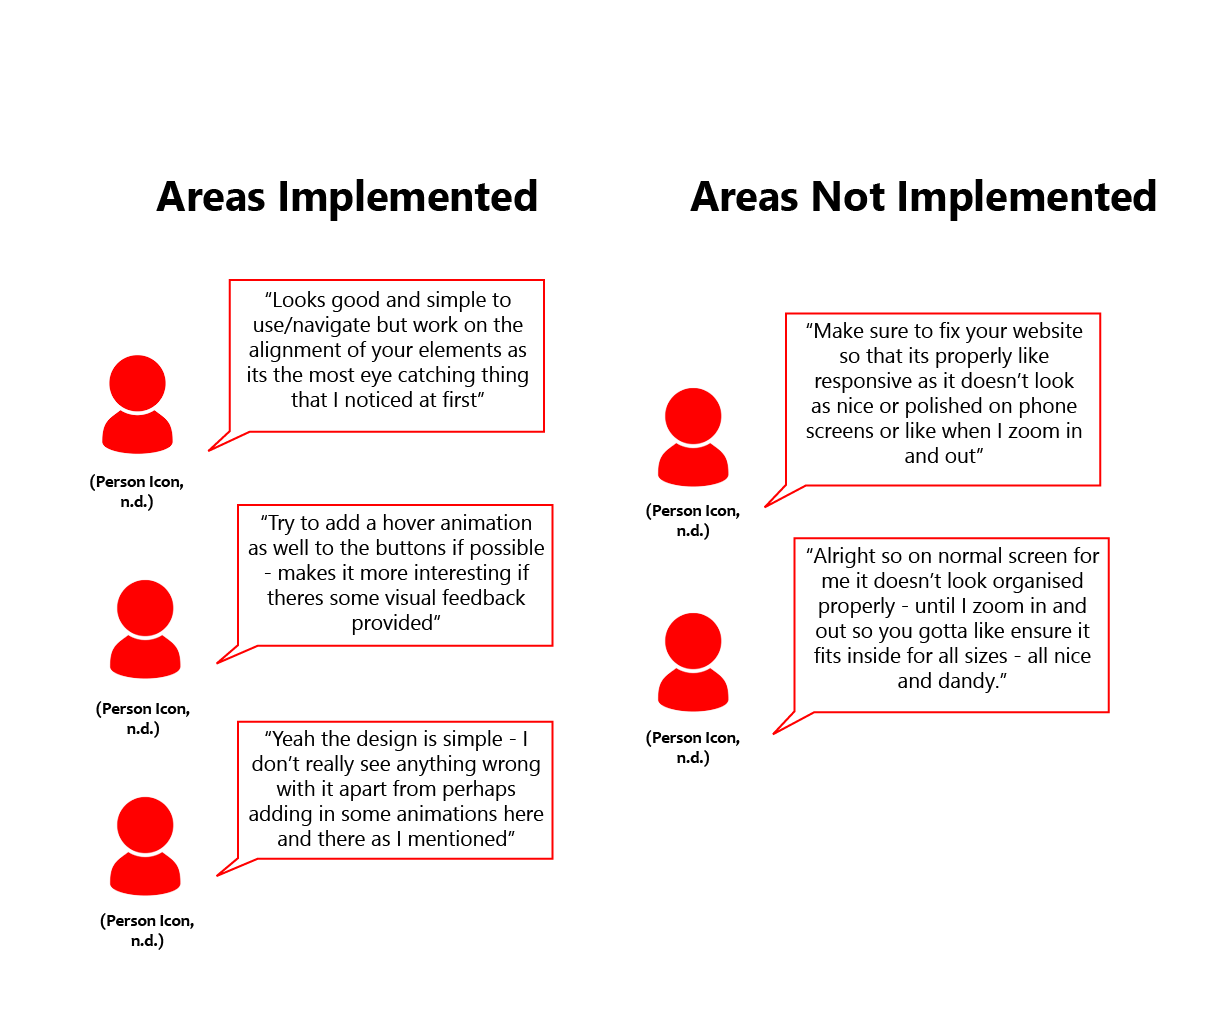 Areas Implemented
“Looks good and simple to
use/navigate but work on the
alignment of your elements as
its the most eye catching thing
that I noticed at first”
(Person Icon,
n.d.)
“Try to add a hover animation
as well to the buttons if possible
- makes it more interesting if
theres some visual feedback
provided”
(Person Icon,
n.d.)
“Yeah the design is simple - I
don’t really see anything wrong
with it apart from perhaps
adding in some animations here
and there as I mentioned”
(Person Icon,
n.d.)
Areas Not Implemented
“Make sure to fix your website
so that its properly like
responsive as it doesn’t look
as nice or polished on phone
screens or like when I zoom in
and out”
(Person Icon,
n.d.)
“Alright so on normal screen for
me it doesn’t look organised
properly - until I zoom in and
out so you gotta like ensure it
fits inside for all sizes - all nice
and dandy.”
(Person Icon,
n.d.)